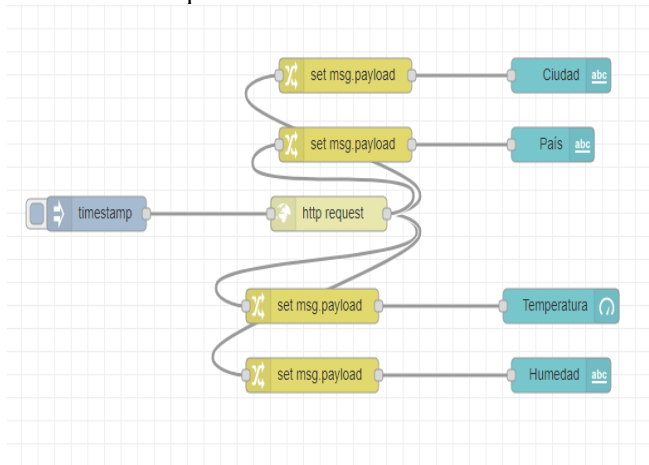 set msg.payload
Ciudad
abc
set msg.payload
País
abc
timestamp
http request
set msg.payload
Temperatura
set msg.payload
Humedad
abc